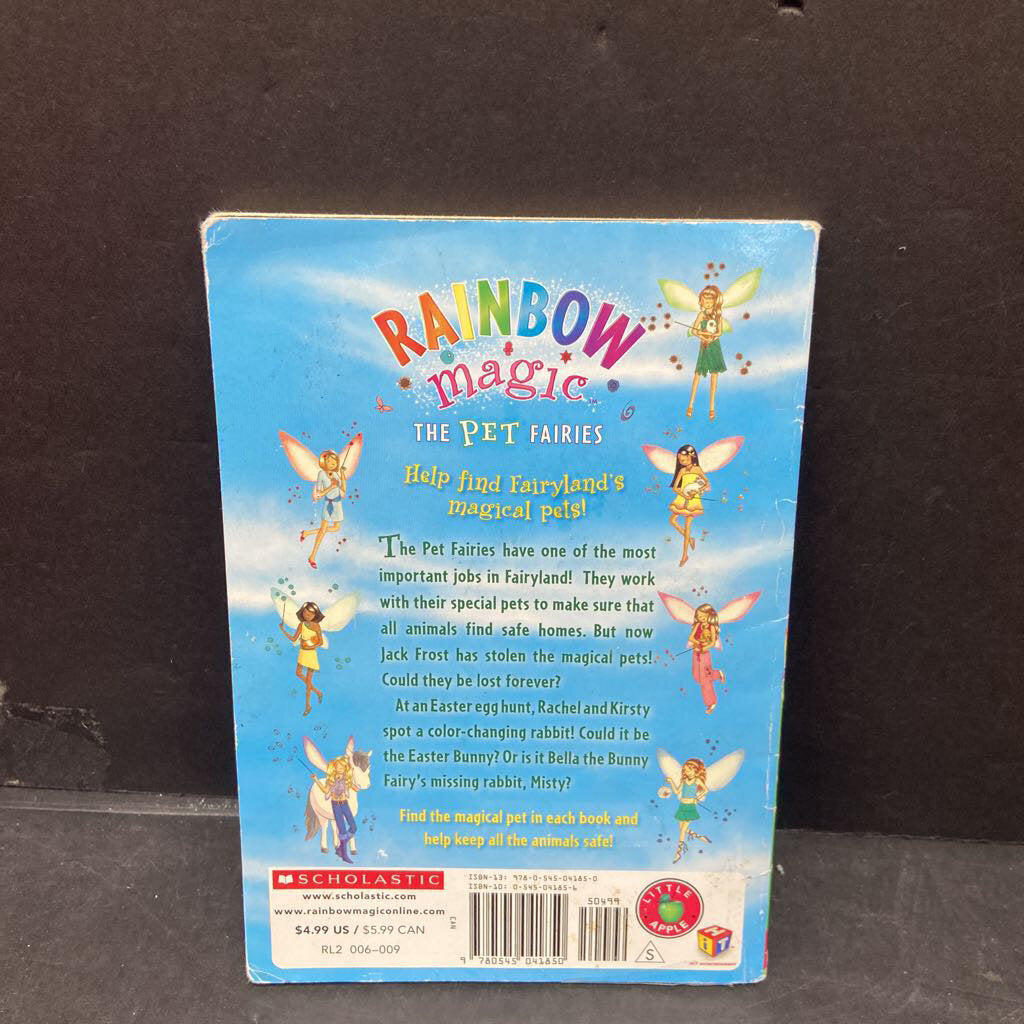 RAINBOW
magic™
THE PET FAIRIES
Help find Fairyland's
magical pets!
The Pet Fairies have one of the most
important jobs in Fairyland! They work
with their special pets to make sure that
all animals find safe homes. But now
Jack Frost has stolen the magical pets!
Could they be lost forever?
At an Easter egg hunt, Rachel and Kirsty
spot a color-changing rabbit! Could it be
the Easter Bunny? Or is it Bella the Bunny
Fairy's missing rabbit, Misty?
Find the magical pet in each book and
help keep all the animals safe!
SCHOLASTIC
www.scholastic.com
www.rainbowmagiconline.com
$4.99 US / $5.99 CAN
RL2 006–009
CAN
ISBN-13: 978-0-545-04185-0
ISBN-10: 0-545-04185-6
50499
9 780545 041850
LITTLE
APPLE
S
HiT